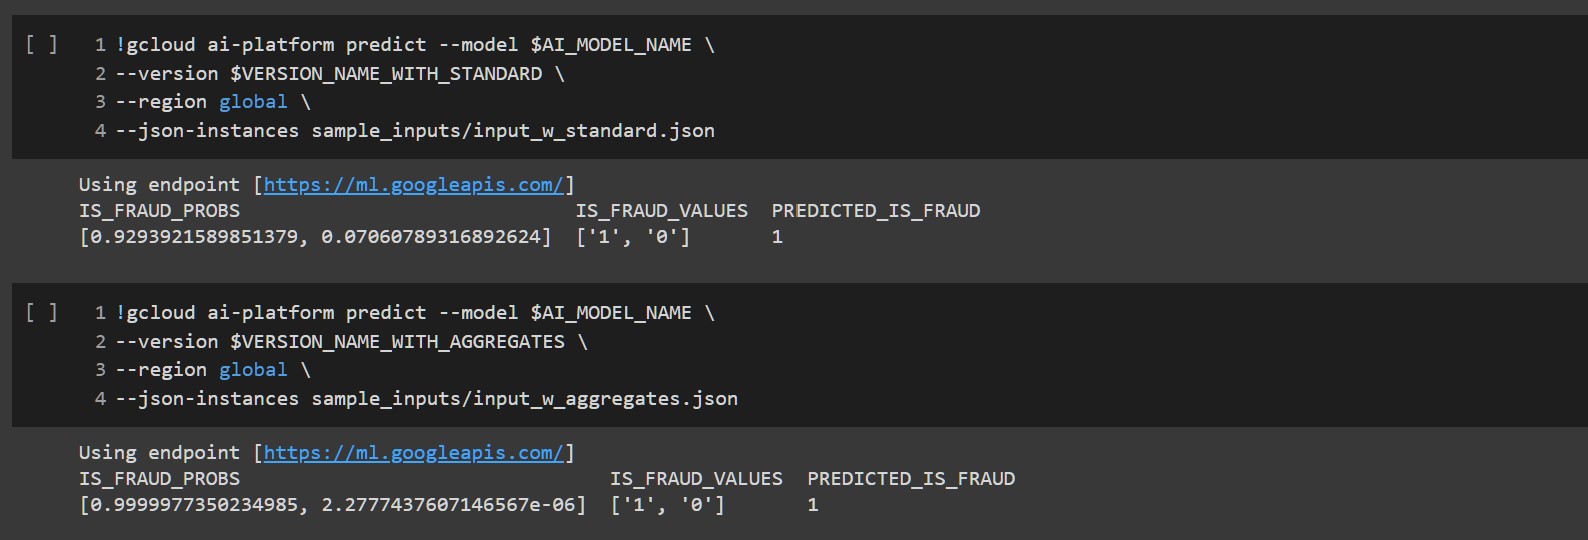 [ ] 1 !gcloud ai-platform predict --model $AI_MODEL_NAME \
2 --version $VERSION_NAME_WITH_STANDARD \
3 --region global \
4 --json-instances sample_inputs/input_w_standard.json
Using endpoint [https://ml.googleapis.com/]
IS_FRAUD_PROBS IS_FRAUD_VALUES PREDICTED_IS_FRAUD
[0.9293921589851379, 0.07060789316892624] ['1', '0'] 1
[ ] 1 !gcloud ai-platform predict --model $AI_MODEL_NAME \
2 --version $VERSION_NAME_WITH_AGGREGATES \
3 --region global \
4 --json-instances sample_inputs/input_w_aggregates.json
Using endpoint [https://ml.googleapis.com/]
IS_FRAUD_PROBS IS_FRAUD_VALUES PREDICTED_IS_FRAUD
[0.9999977350234985, 2.2777437607146567e-06] ['1', '0'] 1